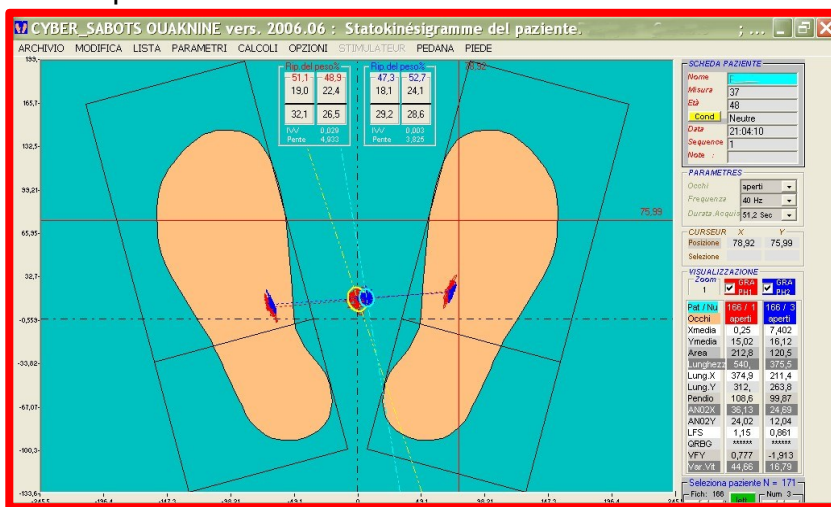 CYBER_SABOTS OUAKNINE vers. 2006.06 : Statokinésigramme del paziente.
ARCHIVIO MODIFICA LISTA PARAMETRI CALCOLI OPZIONI STIMULATEUR PEDANA PIEDE
Rip.del peso%
51,1 48,9
19,0 22,4
32,1 26,5
IVV 0,029
Pente 4,933
Rip.del peso%
47,3 52,7
18,1 24,1
29,2 28,6
IVV 0,003
Pente 3,825
78,92
75,99
165,7-
132,5-
99,21-
65,95-
32,7-
-0,553-
-33,82-
-67,07-
-100,3-
-133,6-
SCHEDA PAZIENTE
Nome
Misura 37
Età 48
Cond Neutre
Data 21:04:10
Sequence 1
Note :
PARAMETRES
Occhi aperti
Frequenza 40 Hz
Durata.Acquis 51,2 Sec
CURSEUR X Y
Posizione 78,92 75,99
Selezione
VISUALIZZAZIONE
Zoom
1 GRA PH1 GRA PH2
Pat / Nu 166 / 1 166 / 3
Occhi aperti aperti
Xmedia 0,25 7,402
Ymedia 15,02 16,12
Area 212,8 120,5
Lunghezz 540, 375,5
Lung.X 374,9 211,4
Lung.Y 312, 263,8
Pendio 108,6 99,87
AN02X 36,13 24,69
AN02Y 24,02 12,04
LFS 1,15 0,861
QRBG ****** ******
VFY 0,777 -1,913
Var.Vit 44,66 16,79
Seleziona paziente N = 171
Fich: 166 Num 3